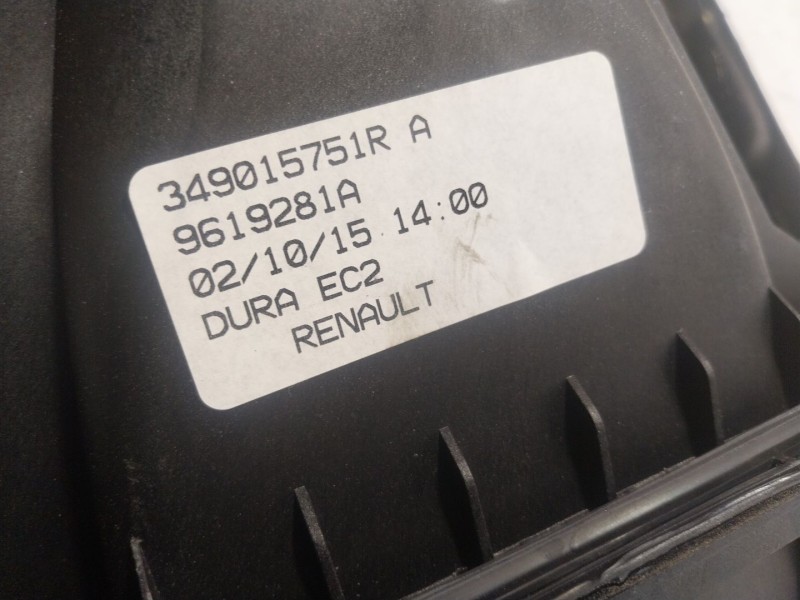 349015751R A
9619281A
02/10/15 14:00
DURA EC2
RENAULT